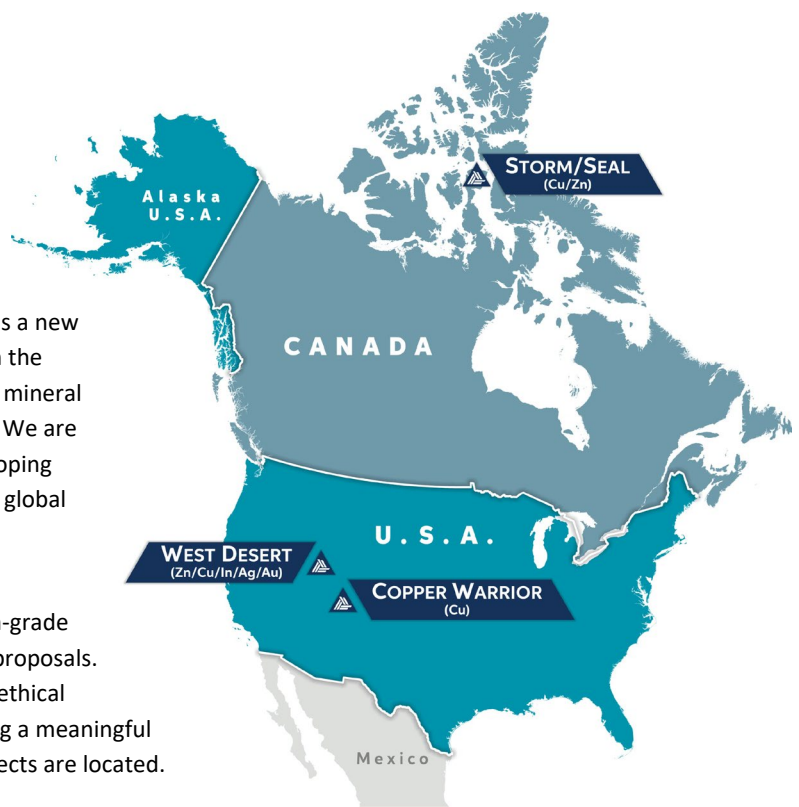 STORM/SEAL
(Cu/Zn)
Alaska
U.S.A.
CANADA
U.S.A.
WEST DESERT
(Zn/Cu/In/Ag/Au)
COPPER WARRIOR
(Cu)
Mexico
s a new
the
mineral
We are
oping
global
-grade
proposals.
ethical
g a meaningful
ects are located.